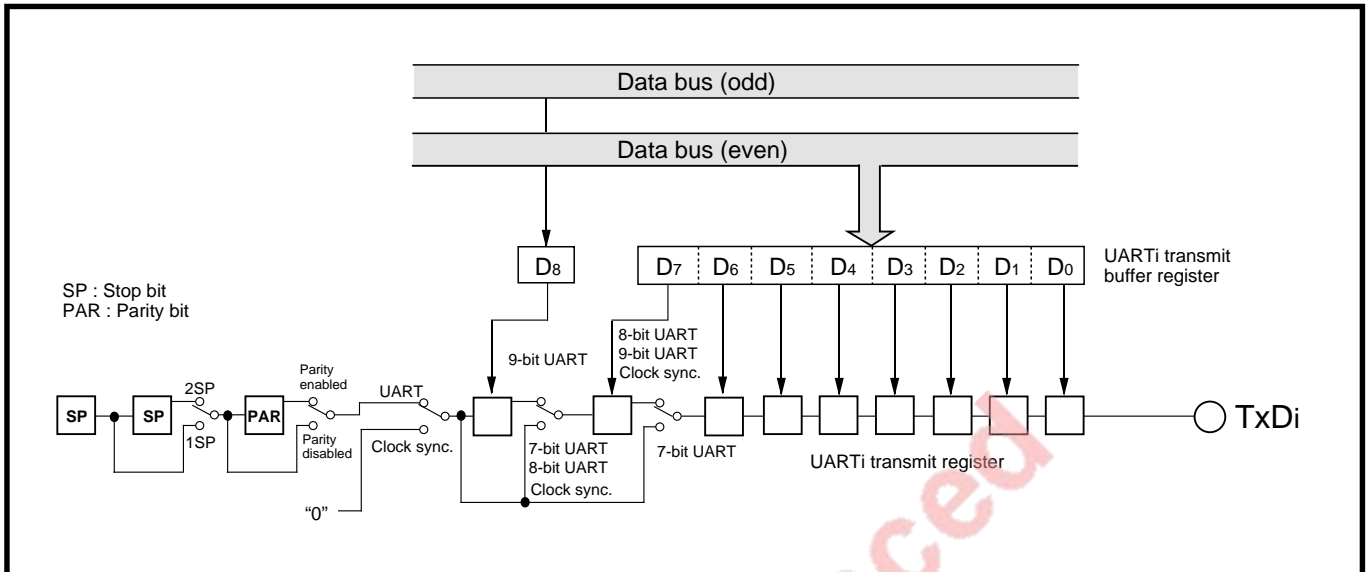 Data bus (odd)
Data bus (even)
D8
D7 D6 D5 D4 D3 D2 D1 D0
UARTi transmit
buffer register
SP : Stop bit
PAR : Parity bit
9-bit UART
8-bit UART
9-bit UART
Clock sync.
2SP
Parity
enabled
UART
SP
SP
PAR
TxDi
1SP
Parity
disabled
Clock sync.
7-bit UART
8-bit UART
Clock sync.
7-bit UART
UARTi transmit register
“0”